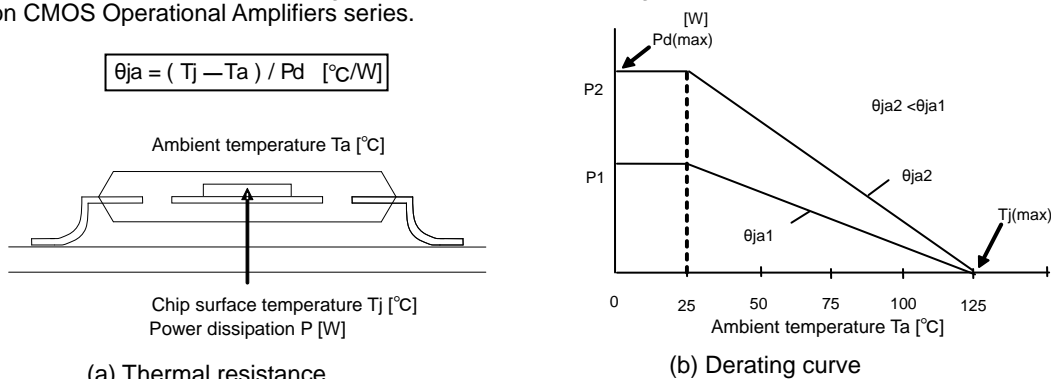 on CMOS Operational Amplifiers series.
θja = ( Tj —Ta ) / Pd [°C/W]
Ambient temperature Ta [°C]
Chip surface temperature Tj [°C]
Power dissipation P [W]
(a) Thermal resistance
[W]
Pd(max)
P2
θja2 <θja1
P1
θja2
Tj(max)
θja1
0 25 50 75 100 125
Ambient temperature Ta [°C]
(b) Derating curve